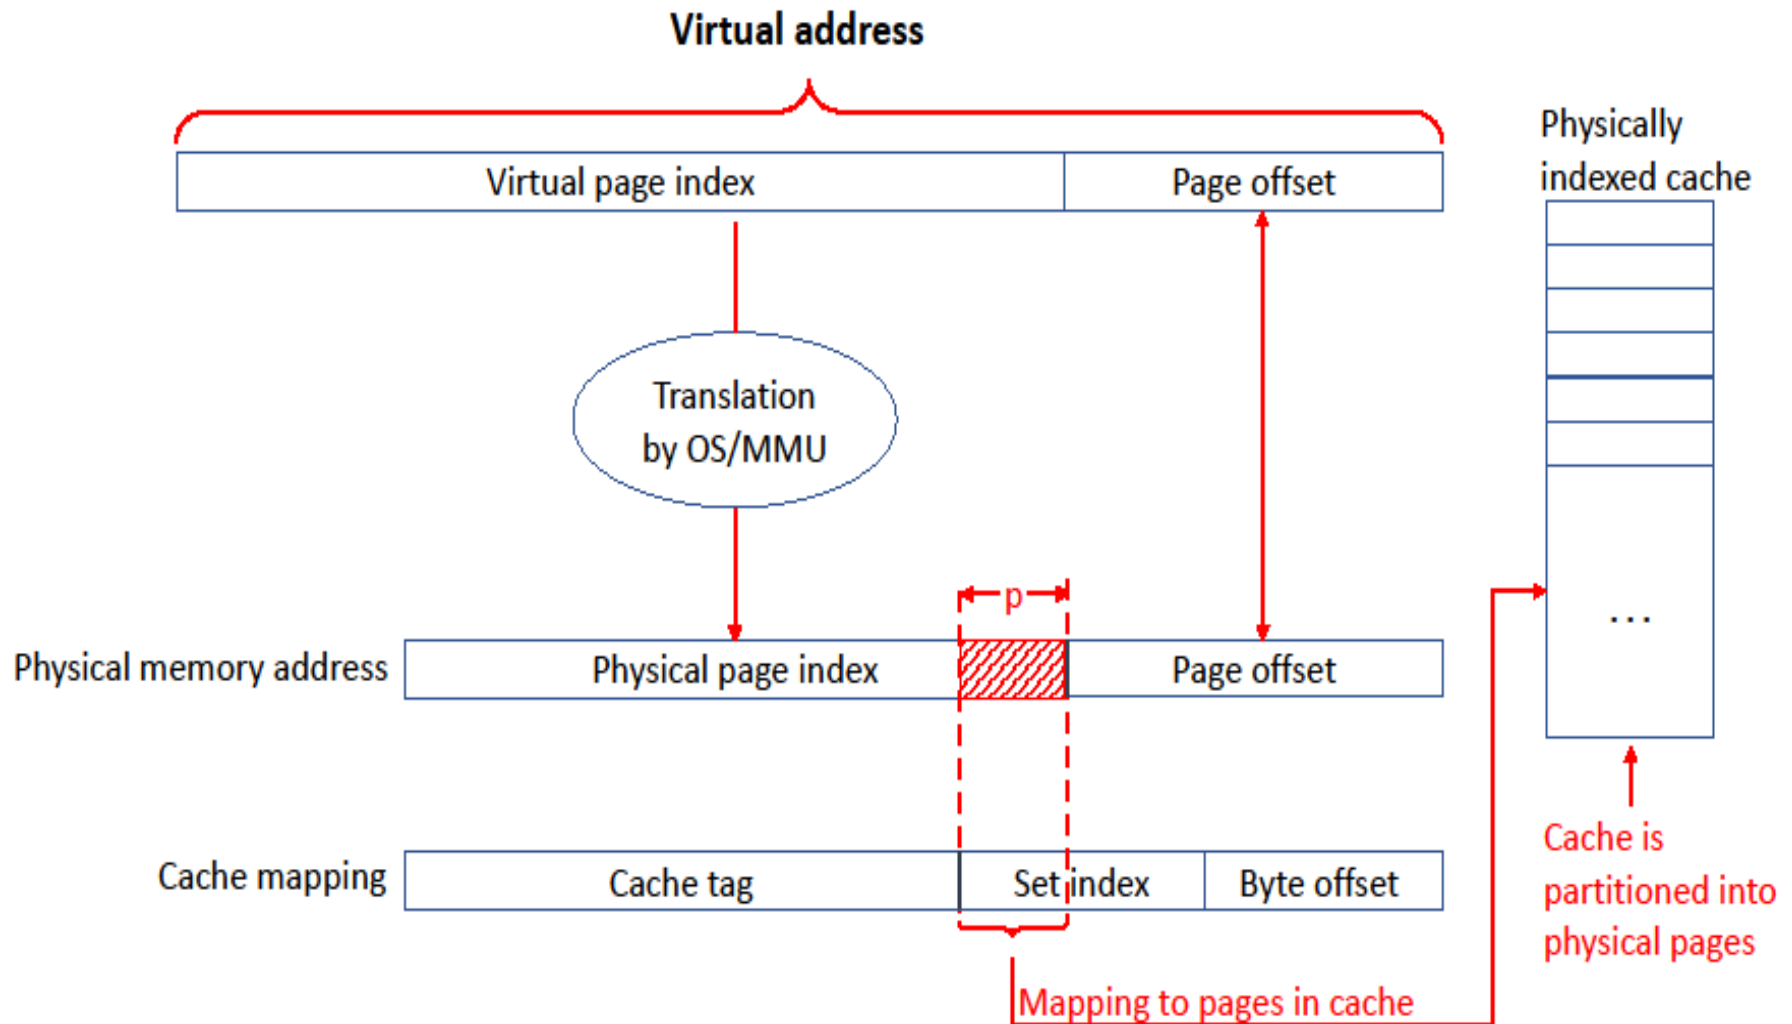 Virtual address
Physically
indexed cache
Virtual page index
Page offset
Translation
by OS/MMU
p
Physical memory address
Physical page index
Page offset
...
Cache mapping
Cache tag
Set index
Byte offset
Cache is
partitioned into
physical pages
Mapping to pages in cache